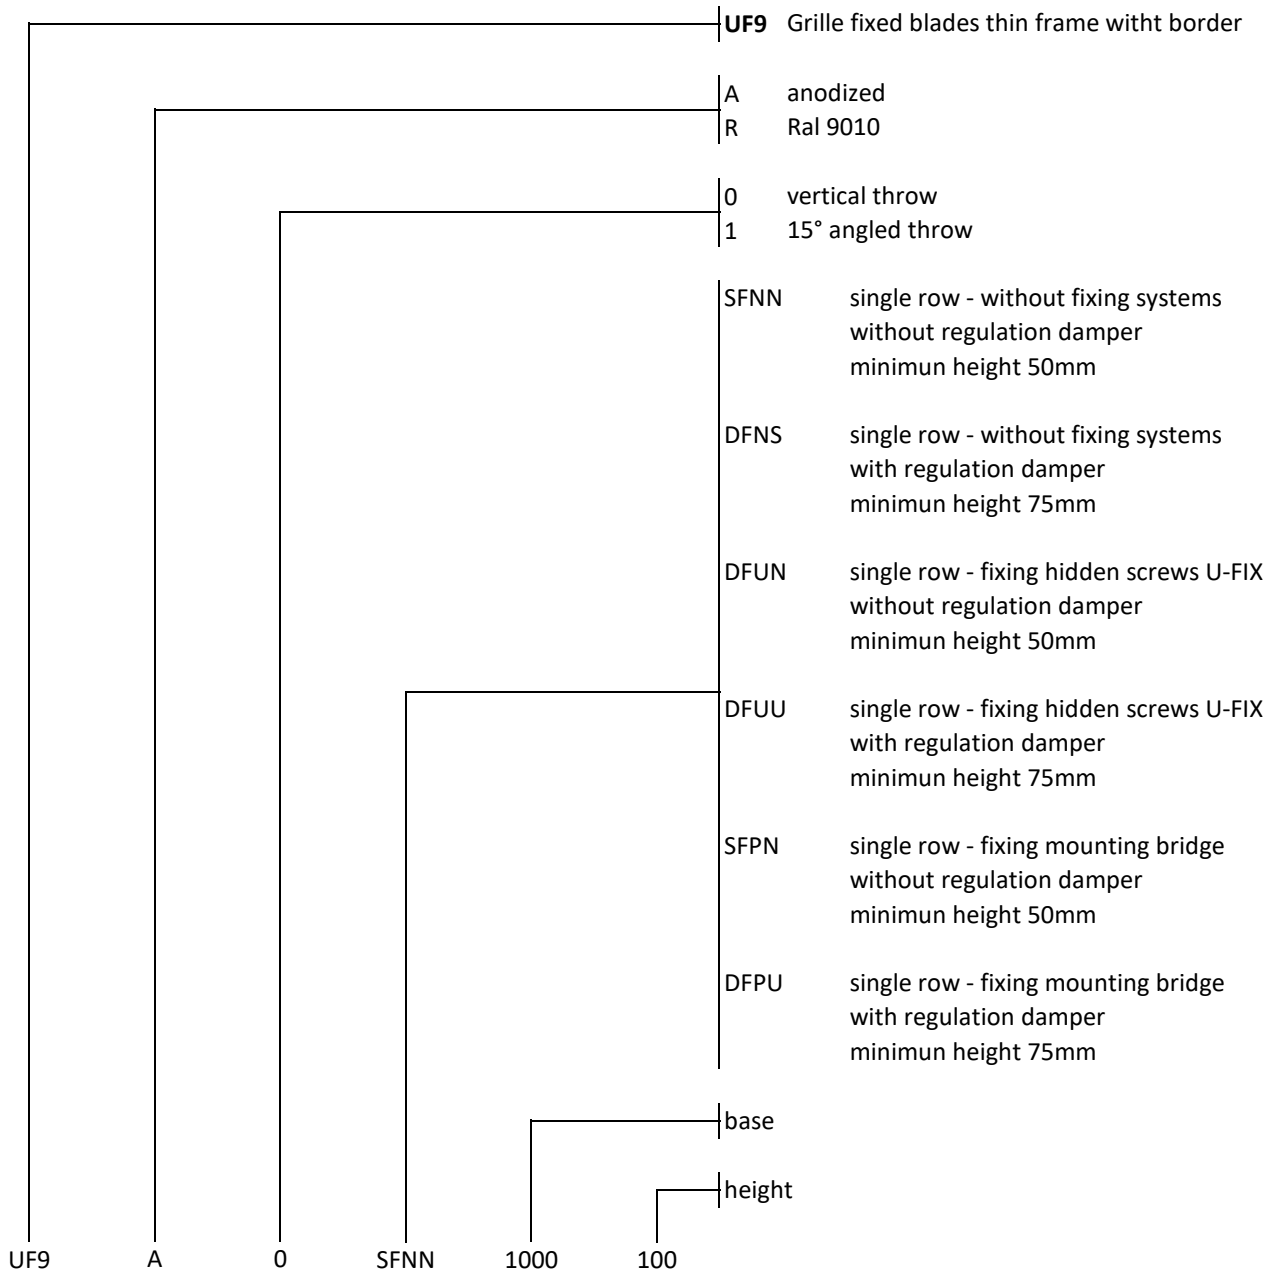 UF9 Grille fixed blades thin frame witht border
A anodized
R Ral 9010
0 vertical throw
1 15° angled throw
SFNN single row - without fixing systems
without regulation damper
minimun height 50mm
DFNS single row - without fixing systems
with regulation damper
minimun height 75mm
DFUN single row - fixing hidden screws U-FIX
without regulation damper
minimun height 50mm
DFUU single row - fixing hidden screws U-FIX
with regulation damper
minimun height 75mm
SFPN single row - fixing mounting bridge
without regulation damper
minimun height 50mm
DFPU single row - fixing mounting bridge
with regulation damper
minimun height 75mm
base
height
UF9 A 0 SFNN 1000 100